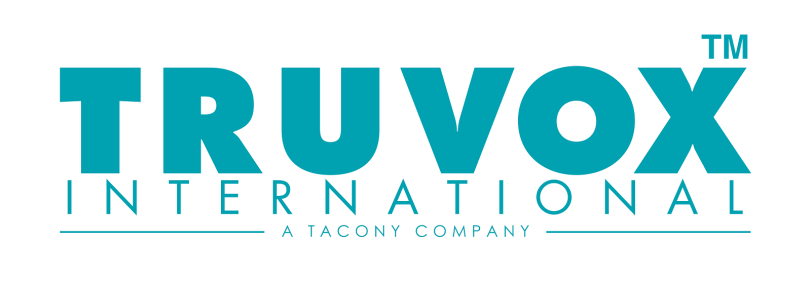 TRUVOX™
INTERNATIONAL
A TACONY COMPANY